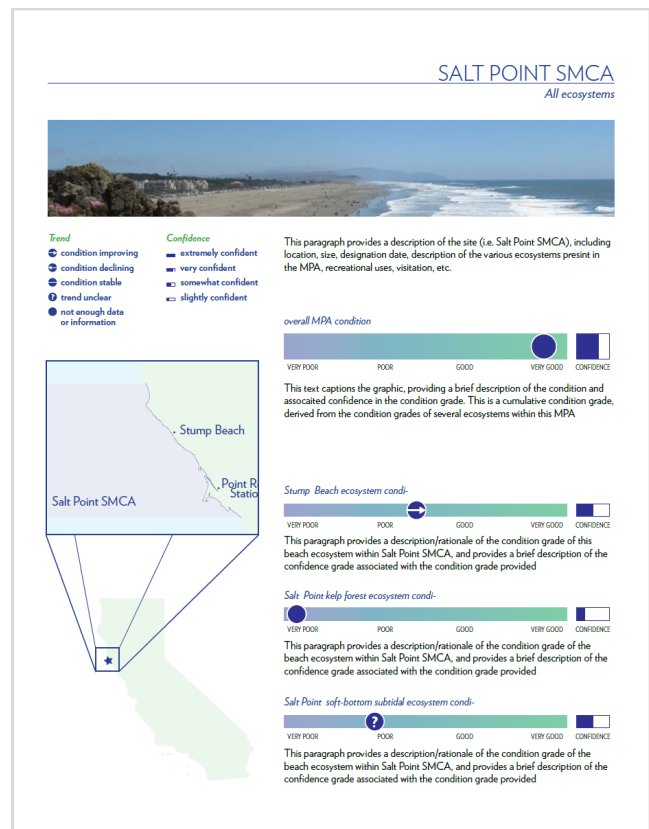 SALT POINT SMCA
All ecosystems
Trend
condition improving
condition declining
condition stable
? trend unclear
not enough data
or information
Confidence
extremely confident
very confident
somewhat confident
slightly confident
This paragraph provides a description of the site (i.e. Salt Point SMCA), including
location, size, designation date, description of the various ecosystems presint in
the MPA, recreational uses, visitation, etc.
overall MPA condition
VERY POOR POOR GOOD VERY GOOD CONFIDENCE
This text captions the graphic, providing a brief description of the condition and
assocaited confidence in the condition grade. This is a cumulative condition grade,
derived from the condition grades of several ecosystems within this MPA
Stump Beach
Point R
Statio
Salt Point SMCA
Stump Beach ecosystem condi-
VERY POOR POOR GOOD VERY GOOD CONFIDENCE
This paragraph provides a description/rationale of the condition grade of this
beach ecosystem within Salt Point SMCA, and provides a brief description of the
confidence grade associated with the condition grade provided
Salt Point kelp forest ecosystem condi-
VERY POOR POOR GOOD VERY GOOD CONFIDENCE
This paragraph provides a description/rationale of the condition grade of the
beach ecosystem within Salt Point SMCA, and provides a brief description of the
confidence grade associated with the condition grade provided
Salt Point soft-bottom subtidal ecosystem condi-
?
VERY POOR POOR GOOD VERY GOOD CONFIDENCE
This paragraph provides a description/rationale of the condition grade of the
beach ecosystem within Salt Point SMCA, and provides a brief description of the
confidence grade associated with the condition grade provided